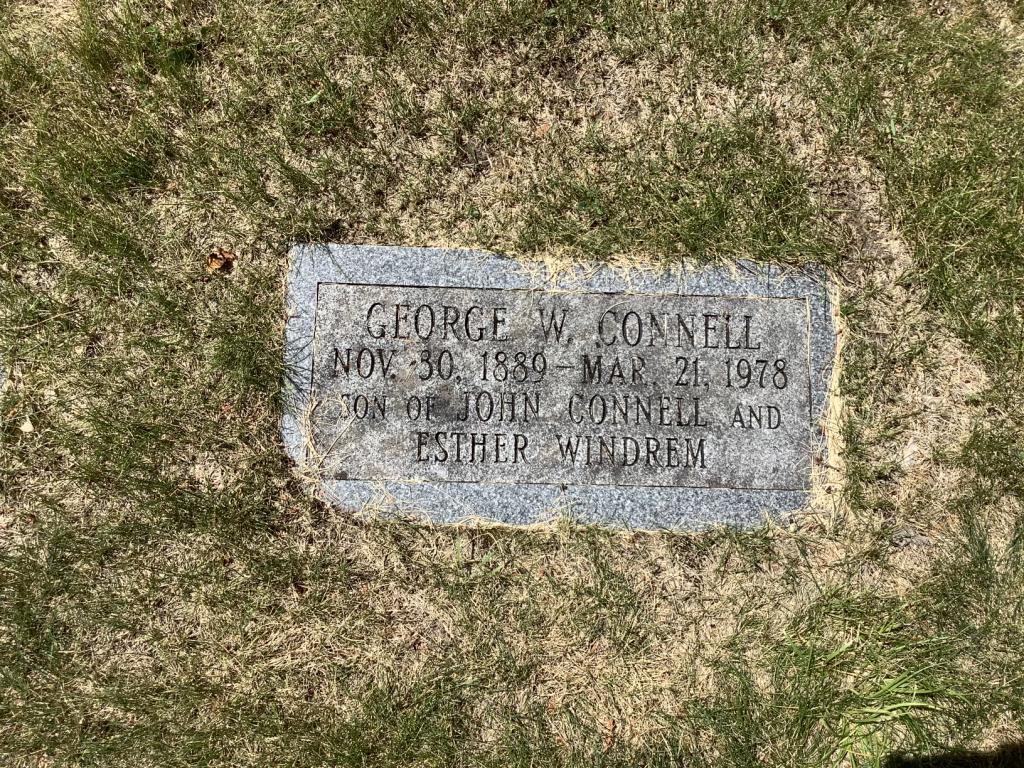 GEORGE W. CONNELL
NOV. 30, 1889 – MAR. 21, 1978
SON OF JOHN CONNELL AND
ESTHER WINDREM